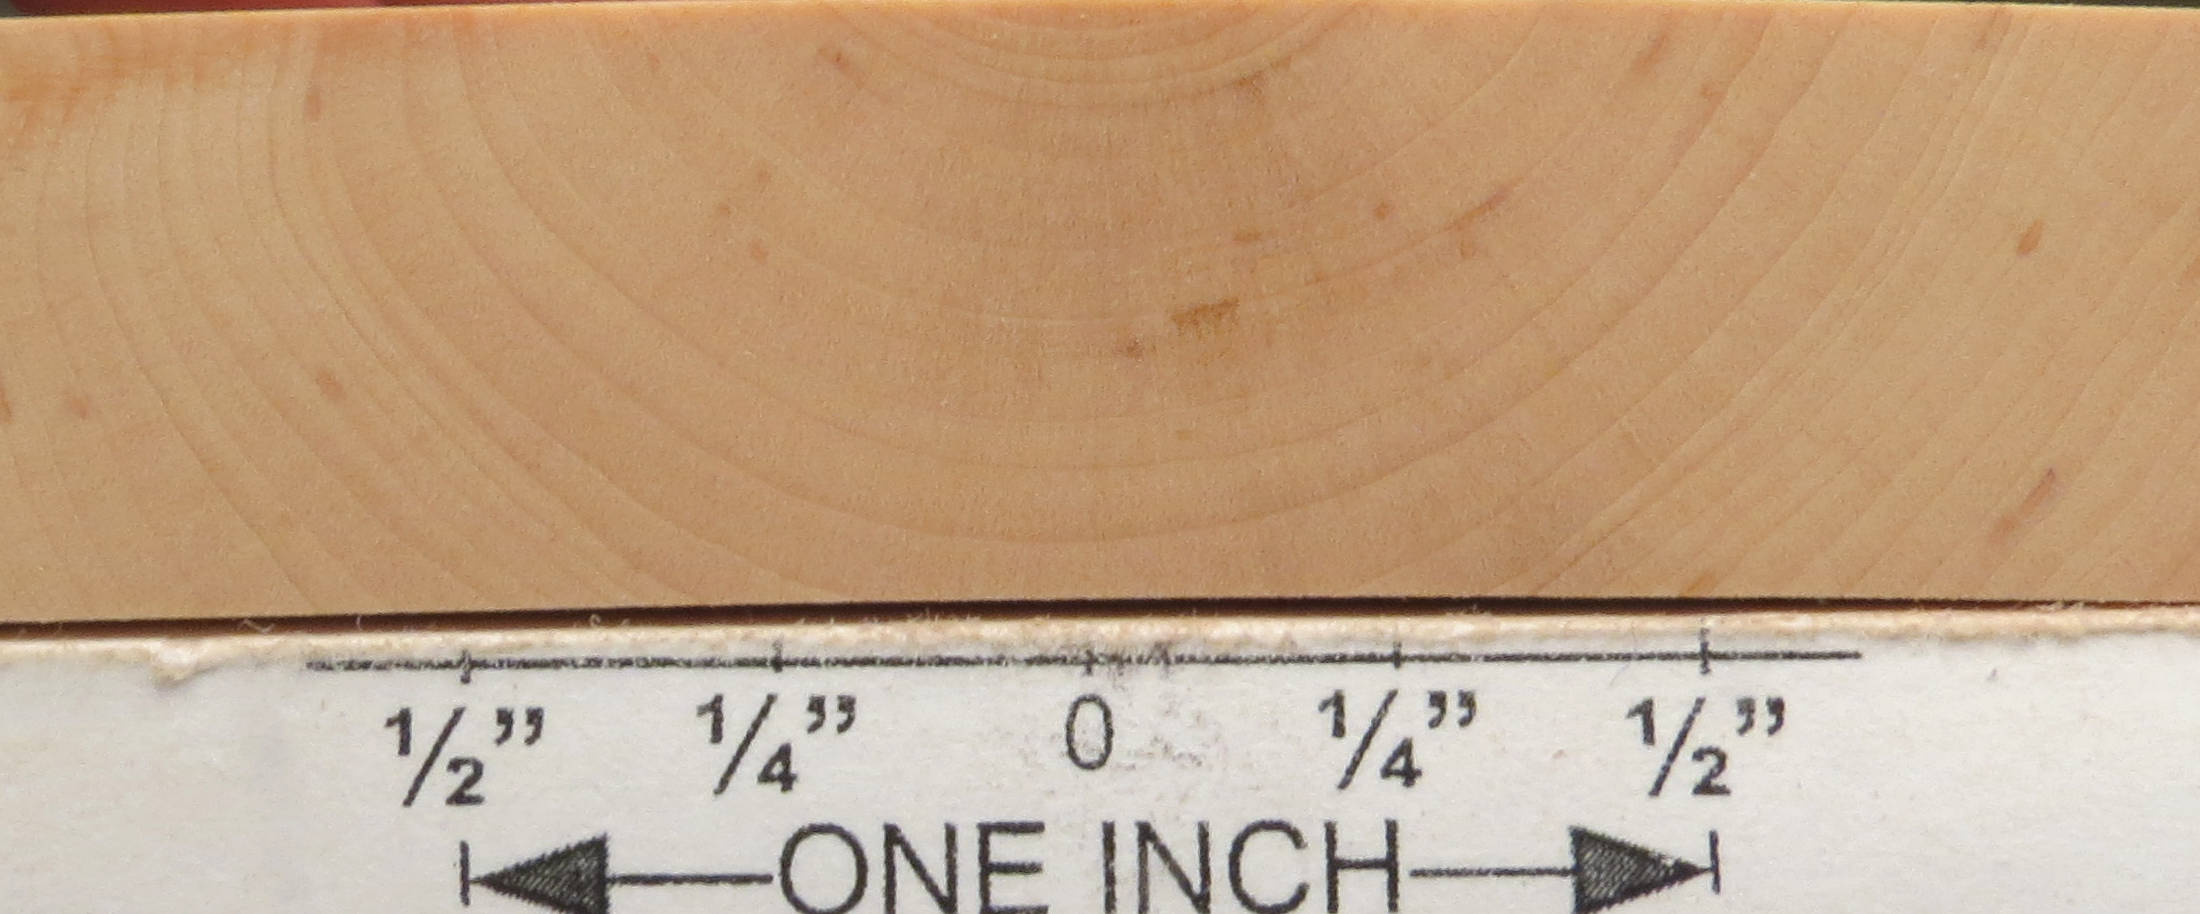 1/2” 1/4” 0 1/4” 1/2”
ONE INCH